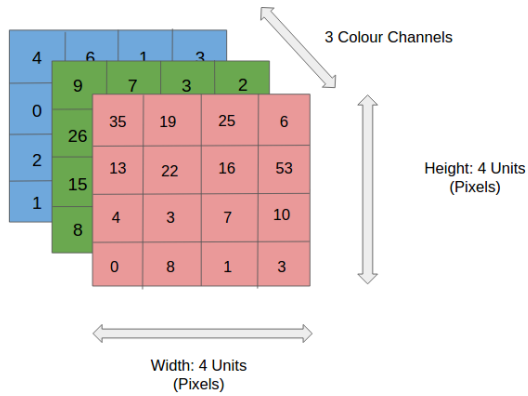 3 Colour Channels
4 6 1 3
9 7 3 2
0
35 19 25 6
26
13 22 16 53
2
15
4 3 7 10
1
8
0 8 1 3
Height: 4 Units
(Pixels)
Width: 4 Units
(Pixels)